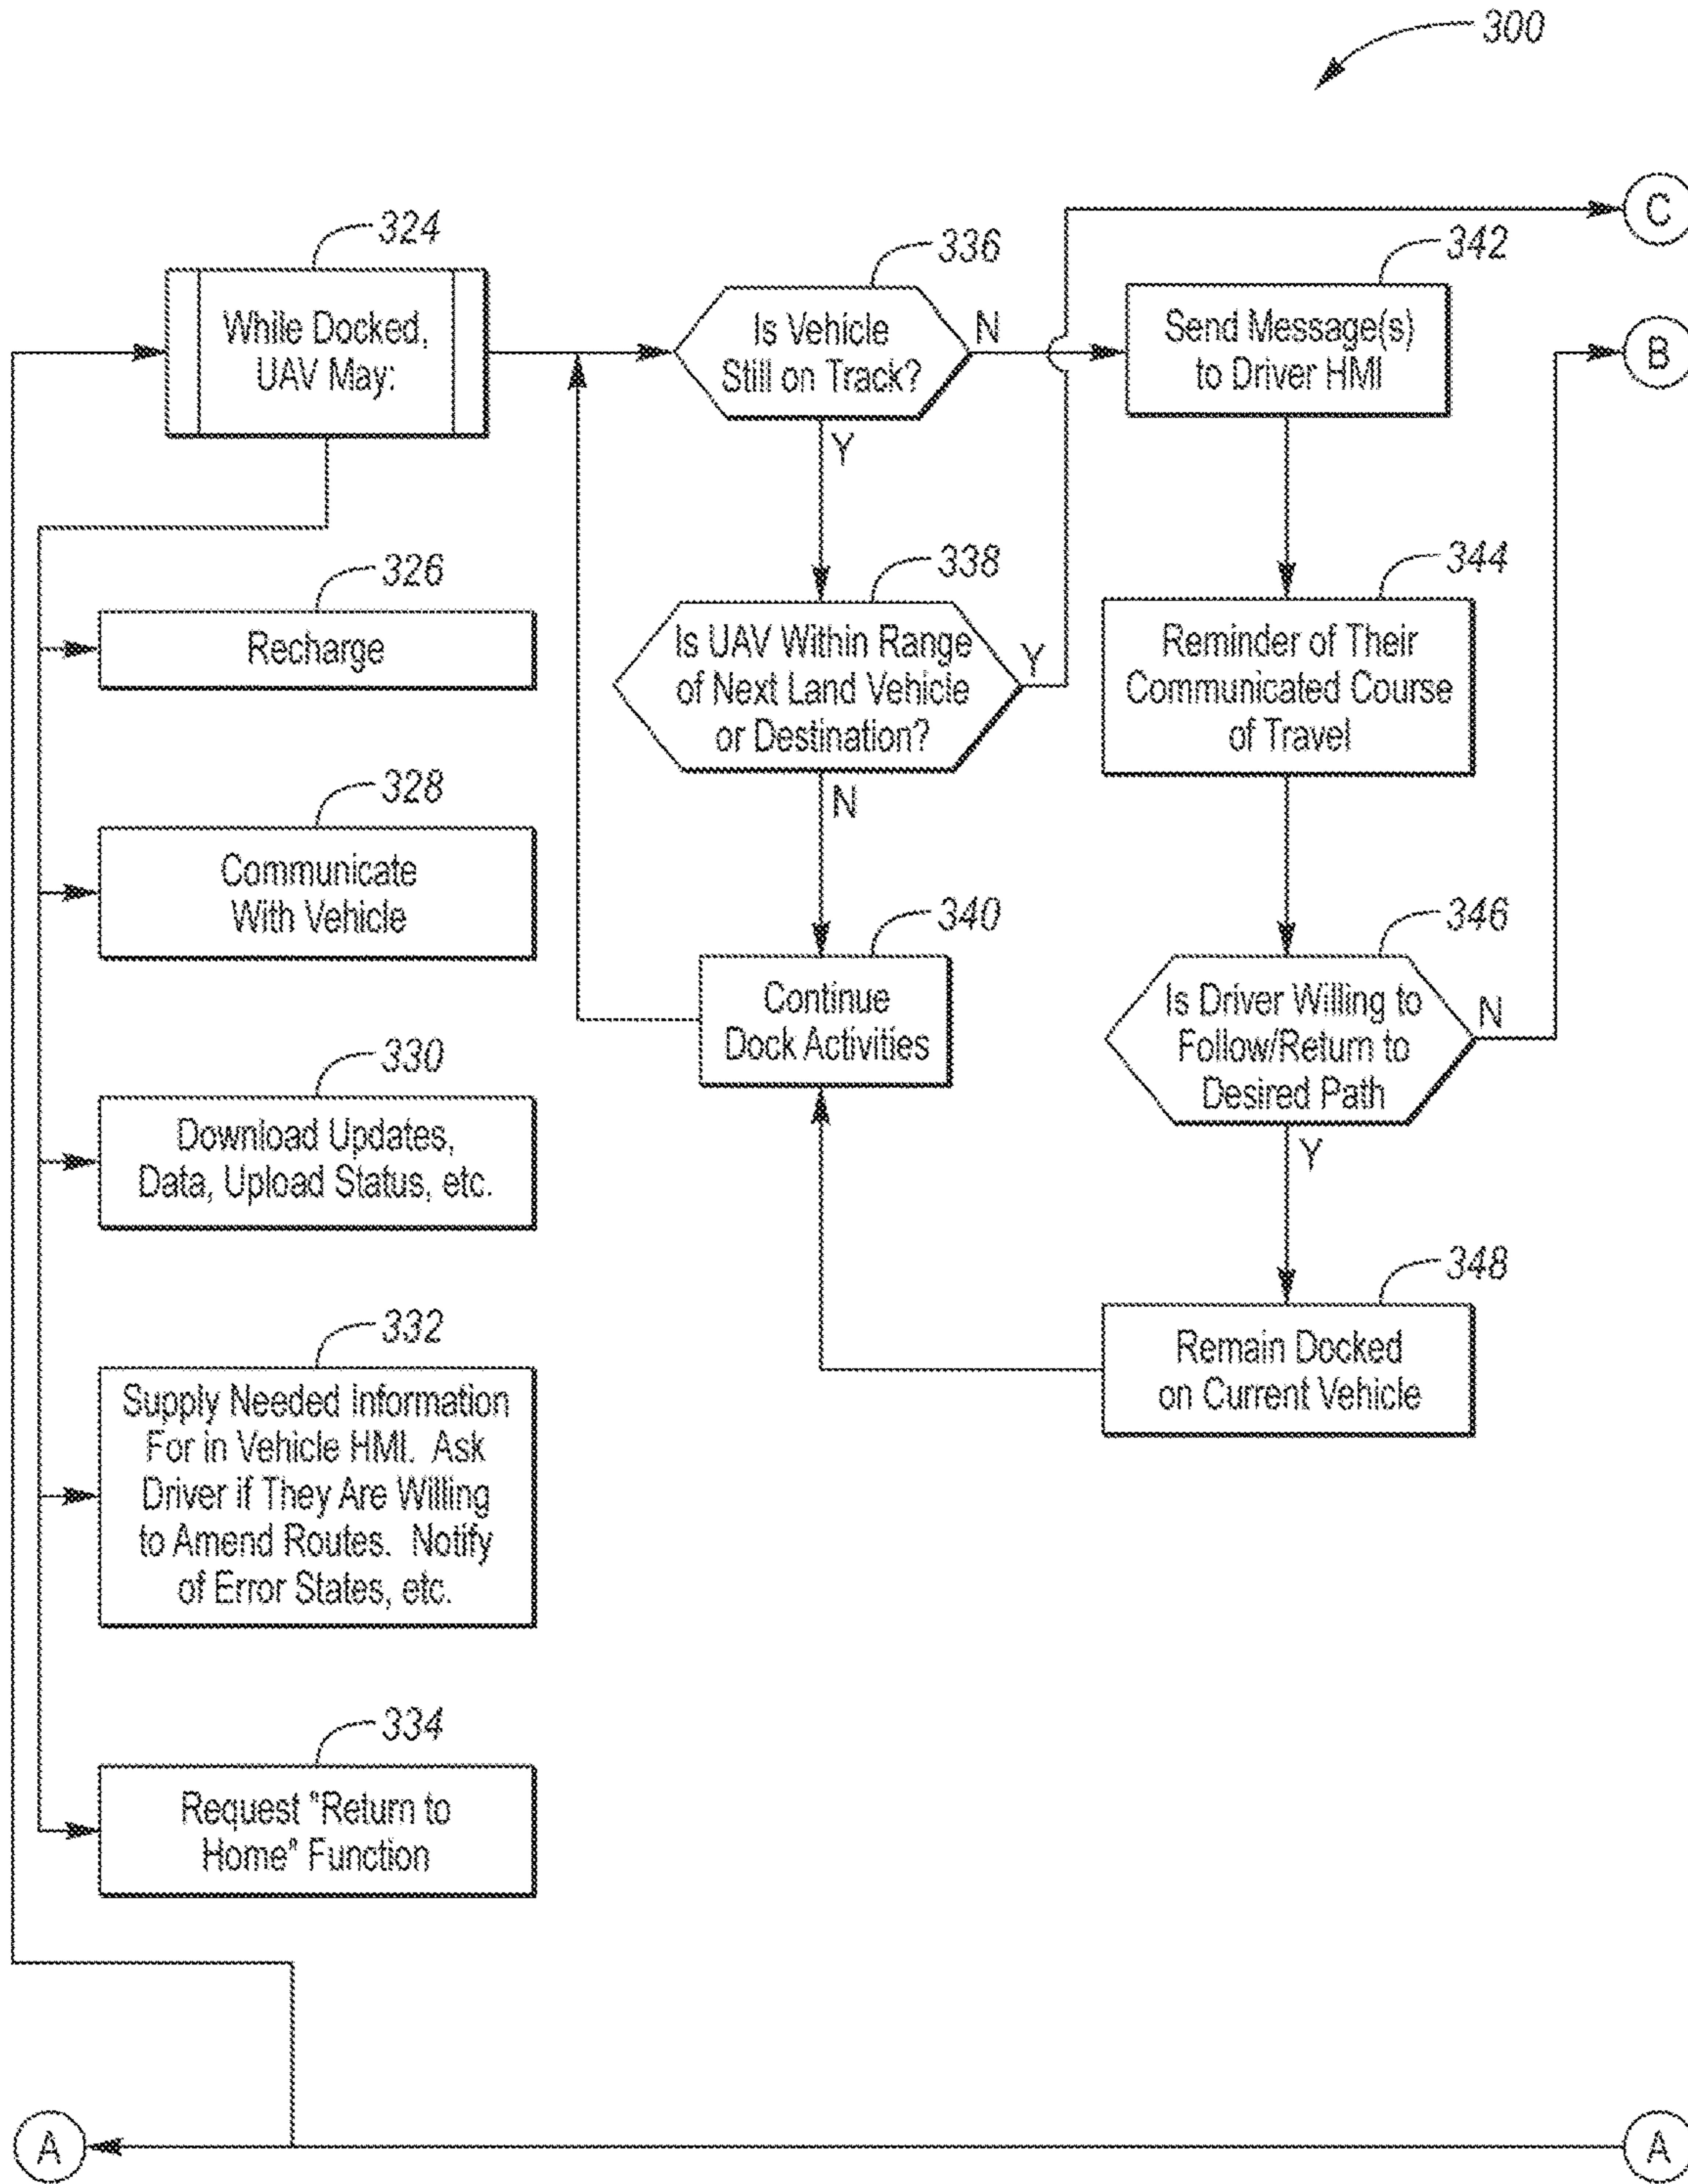 300
C
324
While Docked,
UAV May:
336
Is Vehicle
Still on Track?
N
Y
342
Send Message(s)
to Driver HMI
B
326
Recharge
338
Is UAV Within Range
of Next Land Vehicle
or Destination?
Y
N
344
Reminder of Their
Communicated Course
of Travel
328
Communicate
With Vehicle
340
Continue
Dock Activities
346
Is Driver Willing to
Follow/Return to
Desired Path
N
Y
330
Download Updates,
Data, Upload Status, etc.
348
Remain Docked
on Current Vehicle
332
Supply Needed Information
For in Vehicle HMI. Ask
Driver if They Are Willing
to Amend Routes. Notify
of Error States, etc.
334
Request "Return to
Home" Function
A
A